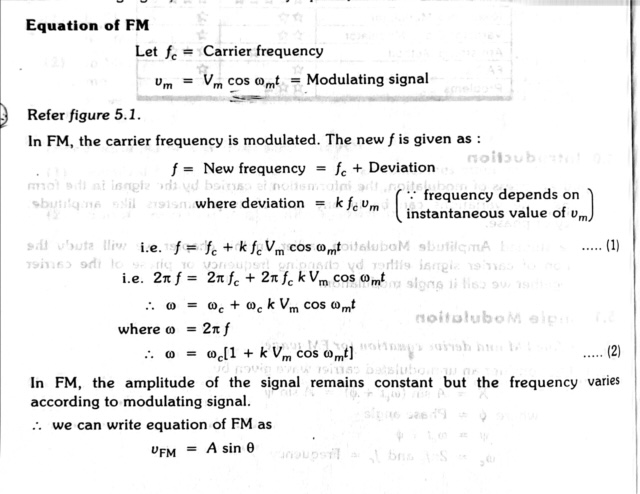 Equation of FM
Let f_c = Carrier frequency
v_m = V_m cos ω_m t = Modulating signal
Refer figure 5.1.
In FM, the carrier frequency is modulated. The new f is given as :
f = New frequency = f_c + Deviation
where deviation = k f_c v_m (∵ frequency depends on
instantaneous value of v_m)
i.e. f = f_c + k f_c V_m cos ω_m t ..... (1)
i.e. 2π f = 2π f_c + 2π f_c k V_m cos ω_m t
∴ ω = ω_c + ω_c k V_m cos ω_m t
where ω = 2π f
∴ ω = ω_c[1 + k V_m cos ω_m t] ..... (2)
In FM, the amplitude of the signal remains constant but the frequency varies
according to modulating signal.
∴ we can write equation of FM as
v_FM = A sin θ